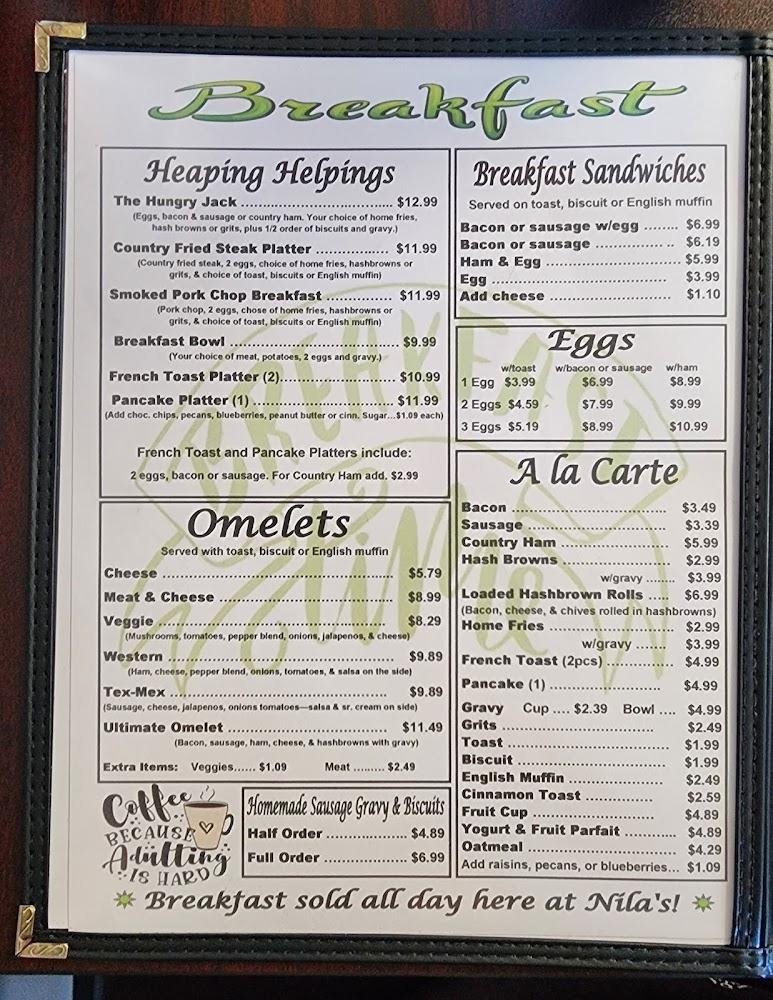 Breakfast
Heaping Helpings
The Hungry Jack ........................................ $12.99
(Eggs, bacon & sausage or country ham. Your choice of home fries,
hash browns or grits, plus 1/2 order of biscuits and gravy.)
Country Fried Steak Platter ................... $11.99
(Country fried steak, 2 eggs, choice of home fries, hashbrowns or
grits, & choice of toast, biscuits or English muffin)
Smoked Pork Chop Breakfast ................. $11.99
(Pork chop, 2 eggs, chose of home fries, hashbrowns or
grits, & choice of toast, biscuits or English muffin)
Breakfast Bowl .......................................... $9.99
(Your choice of meat, potatoes, 2 eggs and gravy.)
French Toast Platter (2)............................. $10.99
Pancake Platter (1) .................................... $11.99
(Add choc. chips, pecans, blueberries, peanut butter or cinn. Sugar...$1.09 each)
French Toast and Pancake Platters include:
2 eggs, bacon or sausage. For Country Ham add. $2.99
Omelets
Served with toast, biscuit or English muffin
Cheese ......................................................... $5.79
Meat & Cheese ........................................... $8.99
Veggie ......................................................... $8.29
(Mushrooms, tomatoes, pepper blend, onions, jalapenos, & cheese)
Western ....................................................... $9.89
(Ham, cheese, pepper blend, onions, tomatoes, & salsa on the side)
Tex-Mex ...................................................... $9.89
(Sausage, cheese, jalapenos, onions tomatoes—salsa & sr. cream on side)
Ultimate Omelet ........................................ $11.49
(Bacon, sausage, ham, cheese, & hashbrowns with gravy)
Extra Items: Veggies...... $1.09 Meat ......... $2.49
Coffee
BECAUSE
Adulting
IS HARD
Homemade Sausage Gravy & Biscuits
Half Order .................... $4.89
Full Order .................... $6.99
Breakfast Sandwiches
Served on toast, biscuit or English muffin
Bacon or sausage w/egg ........ $6.99
Bacon or sausage ................ .. $6.19
Ham & Egg ................................ $5.99
Egg .......................................... $3.99
Add cheese ............................. $1.10
Eggs
w/toast w/bacon or sausage w/ham
1 Egg $3.99 $6.99 $8.99
2 Eggs $4.59 $7.99 $9.99
3 Eggs $5.19 $8.99 $10.99
A la Carte
Bacon ..................................... $3.49
Sausage .................................. $3.39
Country Ham .......................... $5.99
Hash Browns .......................... $2.99
w/gravy ........ $3.99
Loaded Hashbrown Rolls ..... $6.99
(Bacon, cheese, & chives rolled in hashbrowns)
Home Fries ............................. $2.99
w/gravy ....... $3.99
French Toast (2pcs) ................ $4.99
Pancake (1) ........................... $4.99
Gravy Cup .... $2.39 Bowl .... $4.99
Grits ........................................ $2.49
Toast ....................................... $1.99
Biscuit .................................... $1.99
English Muffin ....................... $2.49
Cinnamon Toast ................ $2.59
Fruit Cup ............................... $4.89
Yogurt & Fruit Parfait ............ $4.89
Oatmeal .................................. $4.29
Add raisins, pecans, or blueberries... $1.09
BREAKFAST
Time
Breakfast sold all day here at Nila's!